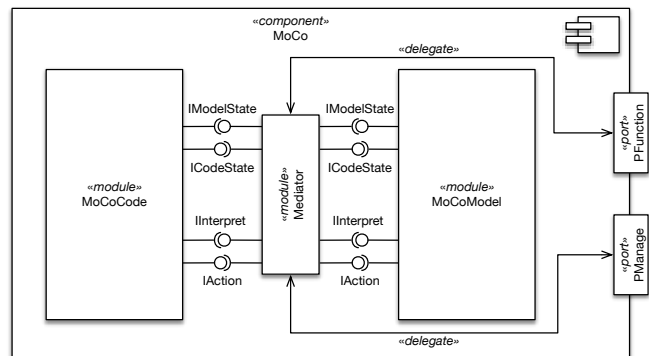 «component»
MoCo
«delegate»
IModelState
IModelState
ICodeState
ICodeState
«module»
MoCoCode
«module»
Mediator
«module»
MoCoModel
IInterpret
IInterpret
IAction
IAction
«delegate»
«port»
PFunction
«port»
PManage